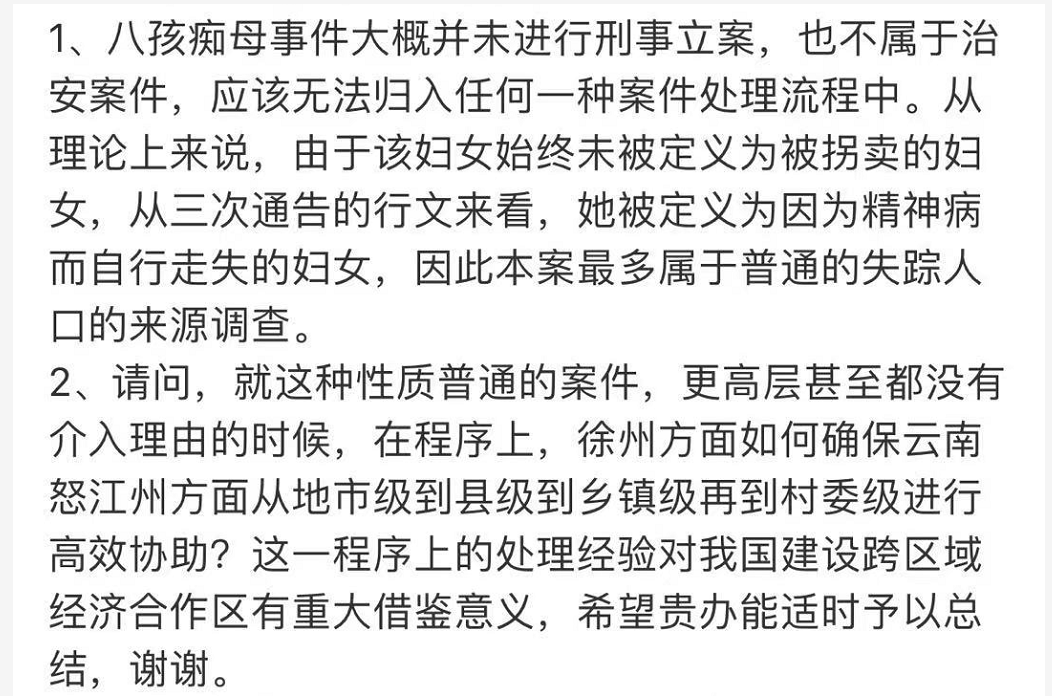 1、八孩痴母事件大概并未进行刑事立案，也不属于治
安案件，应该无法归入任何一种案件处理流程中。从
理论上来说，由于该妇女始终未被定义为被拐卖的妇
女，从三次通告的行文来看，她被定义为因为精神病
而自行走失的妇女，因此本案最多属于普通的失踪人
口的来源调查。
2、请问，就这种性质普通的案件，更高层甚至都没有
介入理由的时候，在程序上，徐州方面如何确保云南
怒江州方面从地市级到县级到乡镇级再到村委级进行
高效协助？这一程序上的处理经验对我国建设跨区域
经济合作区有重大借鉴意义，希望贵办能适时予以总
结，谢谢。